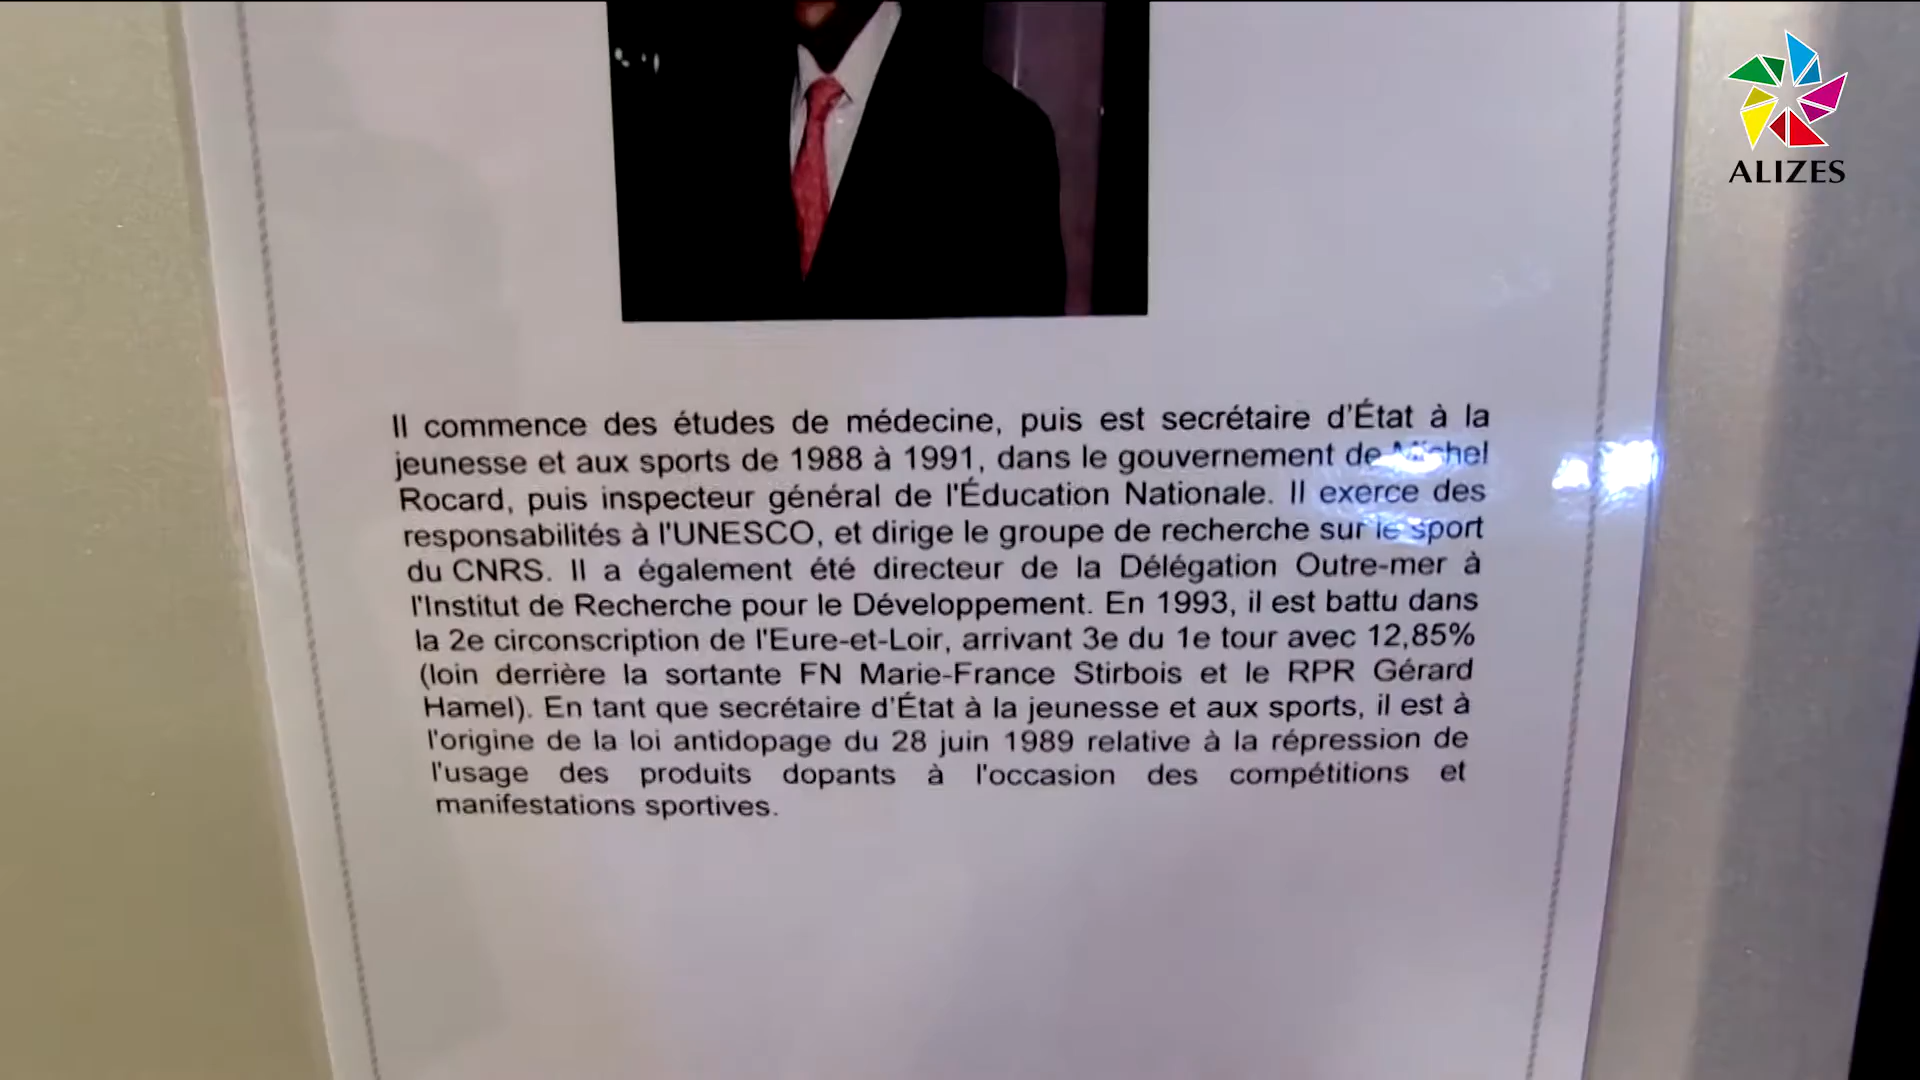 ALIZES
Il commence des études de médecine, puis est secrétaire d'État à la
jeunesse et aux sports de 1988 à 1991, dans le gouvernement de Michel
Rocard, puis inspecteur général de l'Éducation Nationale. Il exerce des
responsabilités à l'UNESCO, et dirige le groupe de recherche sur le sport
du CNRS. Il a également été directeur de la Délégation Outre-mer à
l'Institut de Recherche pour le Développement. En 1993, il est battu dans
la 2e circonscription de l'Eure-et-Loir, arrivant 3e du 1e tour avec 12,85%
(loin derrière la sortante FN Marie-France Stirbois et le RPR Gérard
Hamel). En tant que secrétaire d'État à la jeunesse et aux sports, il est à
l'origine de la loi antidopage du 28 juin 1989 relative à la répression de
l'usage des produits dopants à l'occasion des compétitions et
manifestations sportives.